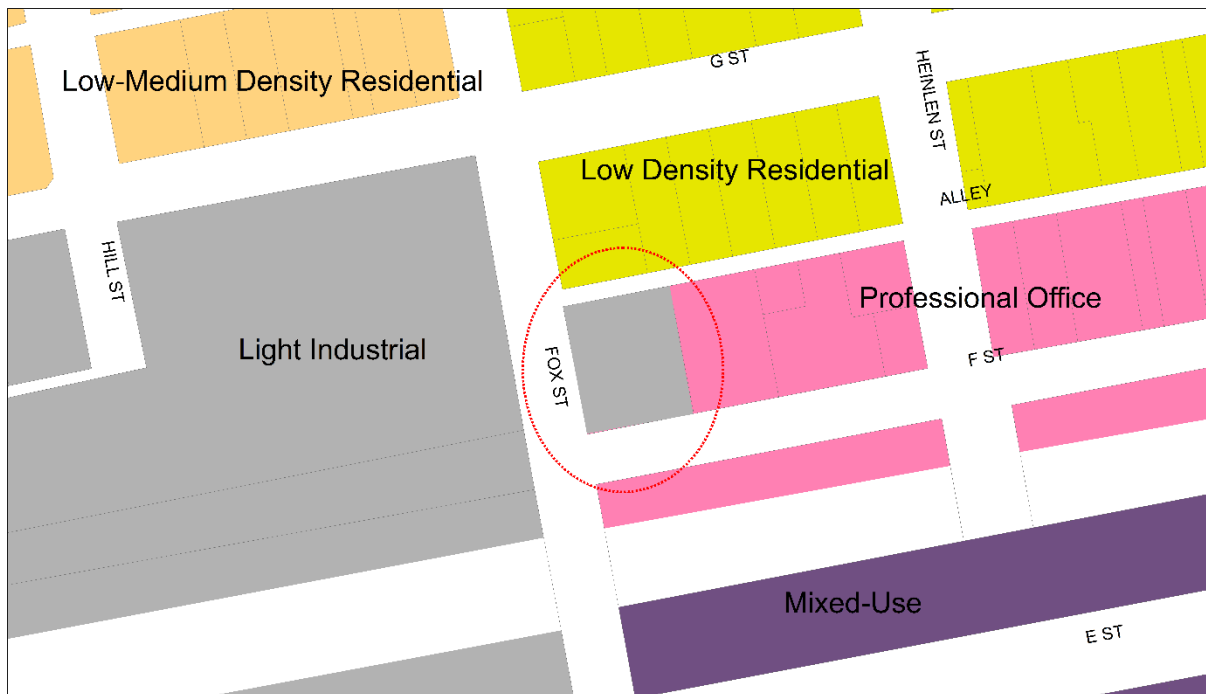 G ST
HEINLEN ST
Low-Medium Density Residential
Low Density Residential
ALLEY
HILL ST
Professional Office
Light Industrial
FOX ST
F ST
Mixed-Use
E ST